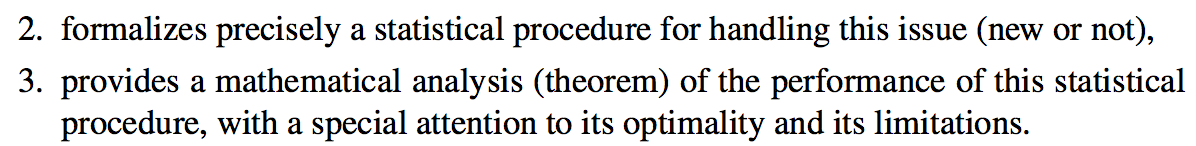 2. formalizes precisely a statistical procedure for handling this issue (new or not),
3. provides a mathematical analysis (theorem) of the performance of this statistical
procedure, with a special attention to its optimality and its limitations.